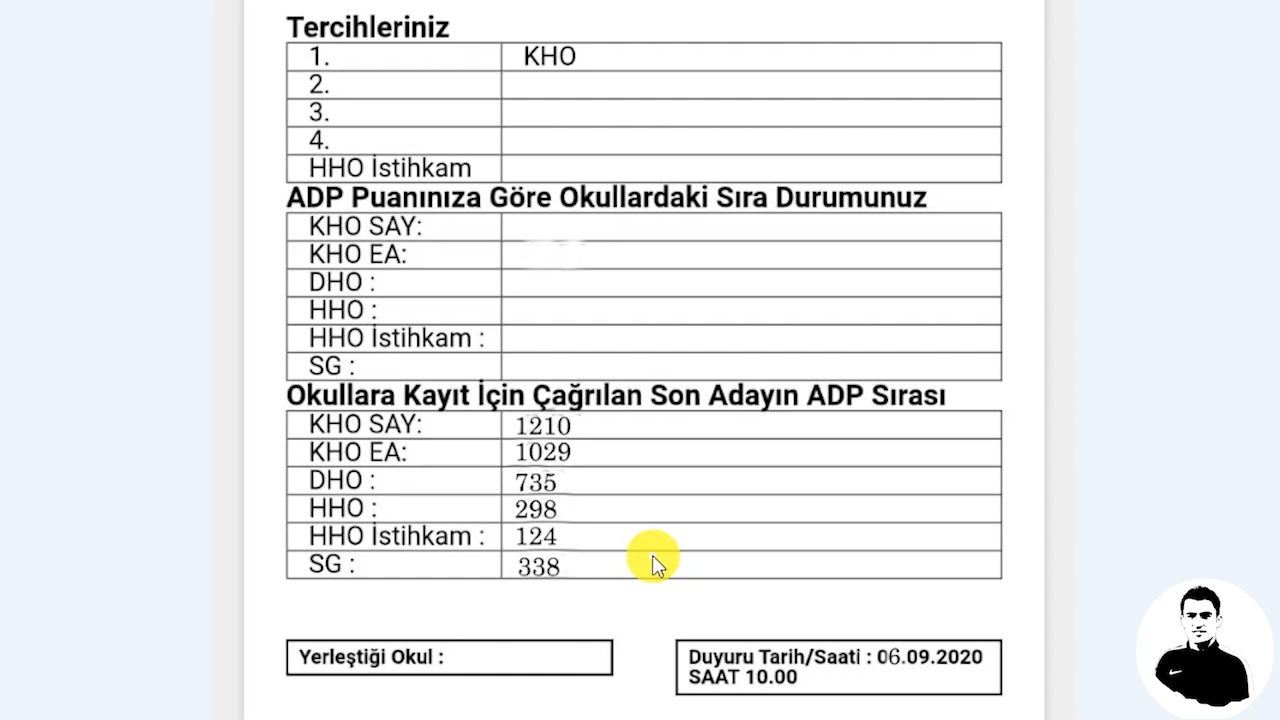 Tercihleriniz
1. KHO
2.
3.
4.
HHO İstihkam
ADP Puanınıza Göre Okullardaki Sıra Durumunuz
KHO SAY:
KHO EA:
DHO :
HHO :
HHO İstihkam :
SG :
Okullara Kayıt İçin Çağrılan Son Adayın ADP Sırası
KHO SAY: 1210
KHO EA: 1029
DHO : 735
HHO : 298
HHO İstihkam : 124
SG : 338
Yerleştiği Okul :
Duyuru Tarih/Saati : 06.09.2020
SAAT 10.00